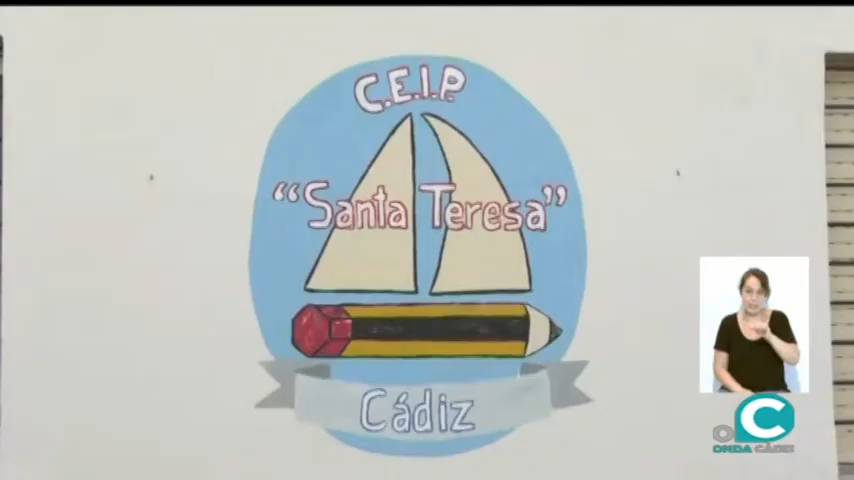 C.E.I.P.
“Santa Teresa”
Cádiz
C
ONDA CÁDIZ